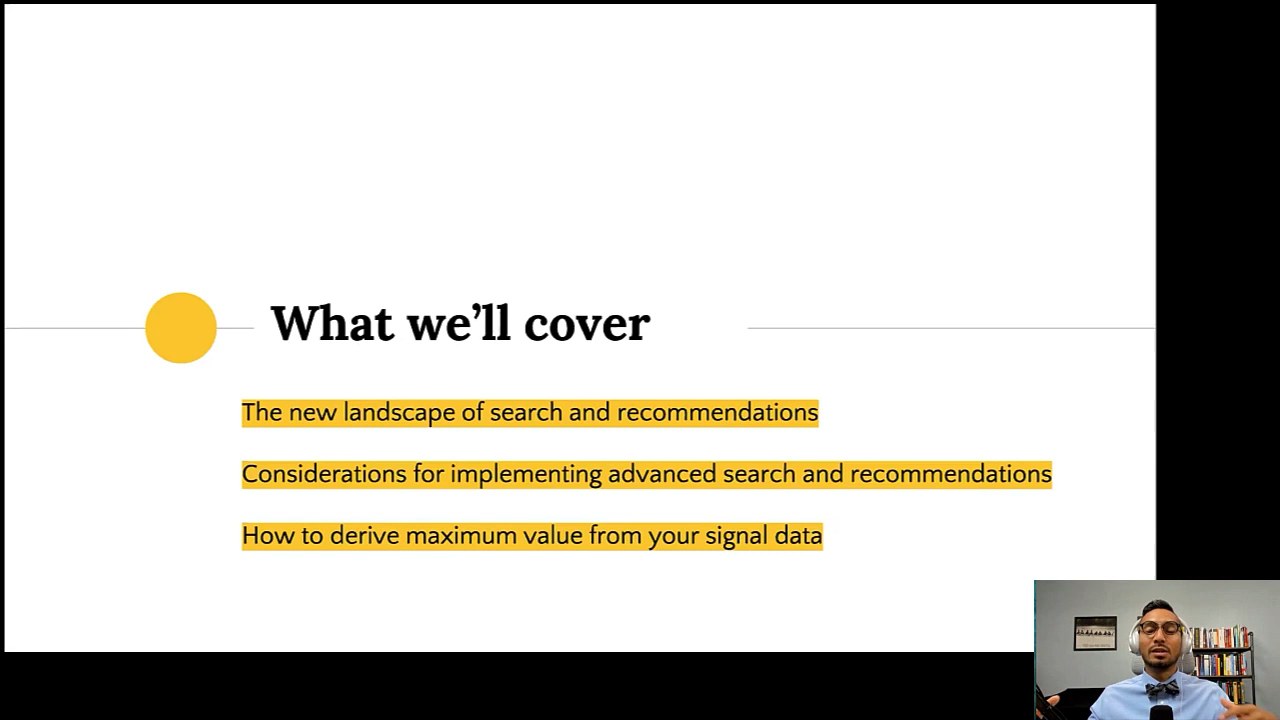 What we’ll cover
The new landscape of search and recommendations
Considerations for implementing advanced search and recommendations
How to derive maximum value from your signal data